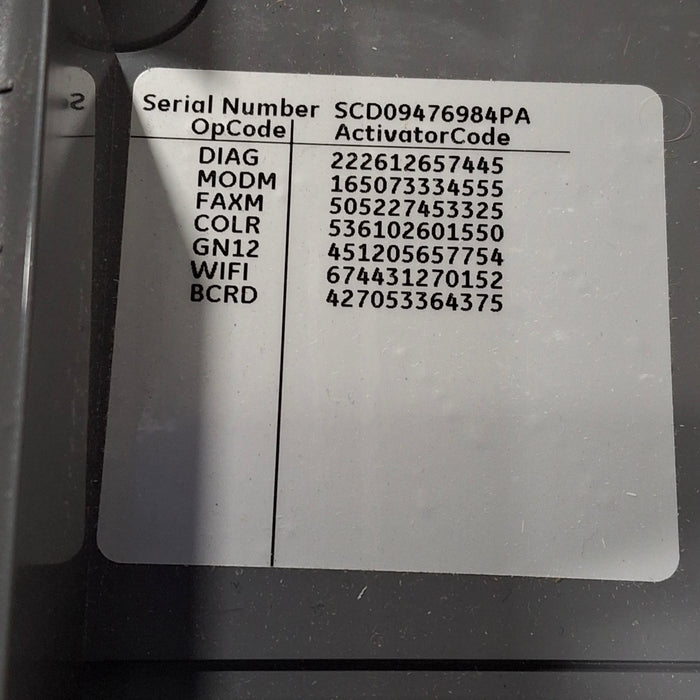 Serial Number SCD09476984PA
OpCode ActivatorCode
DIAG 222612657445
MODM 165073334555
FAXM 505227453325
COLR 536102601550
GN12 451205657754
WIFI 674431270152
BCRD 427053364375